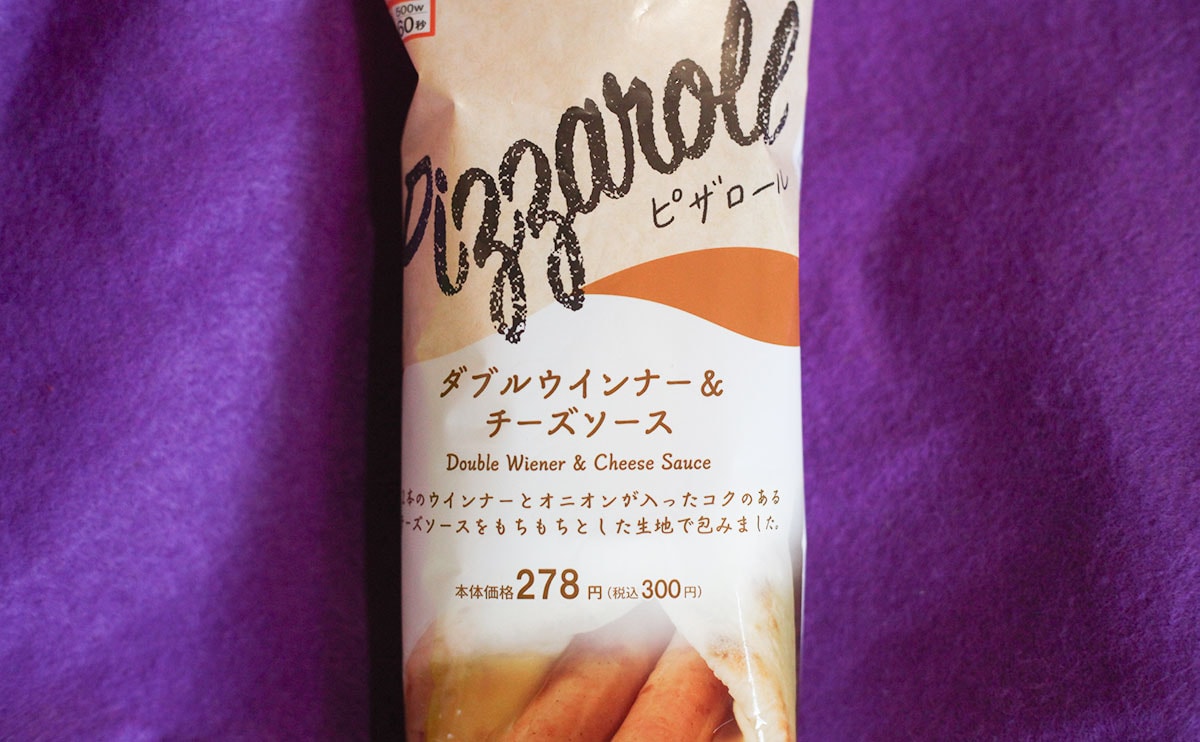 500w
60秒
Pizzaroll
ピザロール
ダブルウインナー&
チーズソース
Double Wiener & Cheese Sauce
本のウインナーとオニオンが入ったコクのある
ーズソースをもちもちとした生地で包みました。
本体価格278円(税込300円)